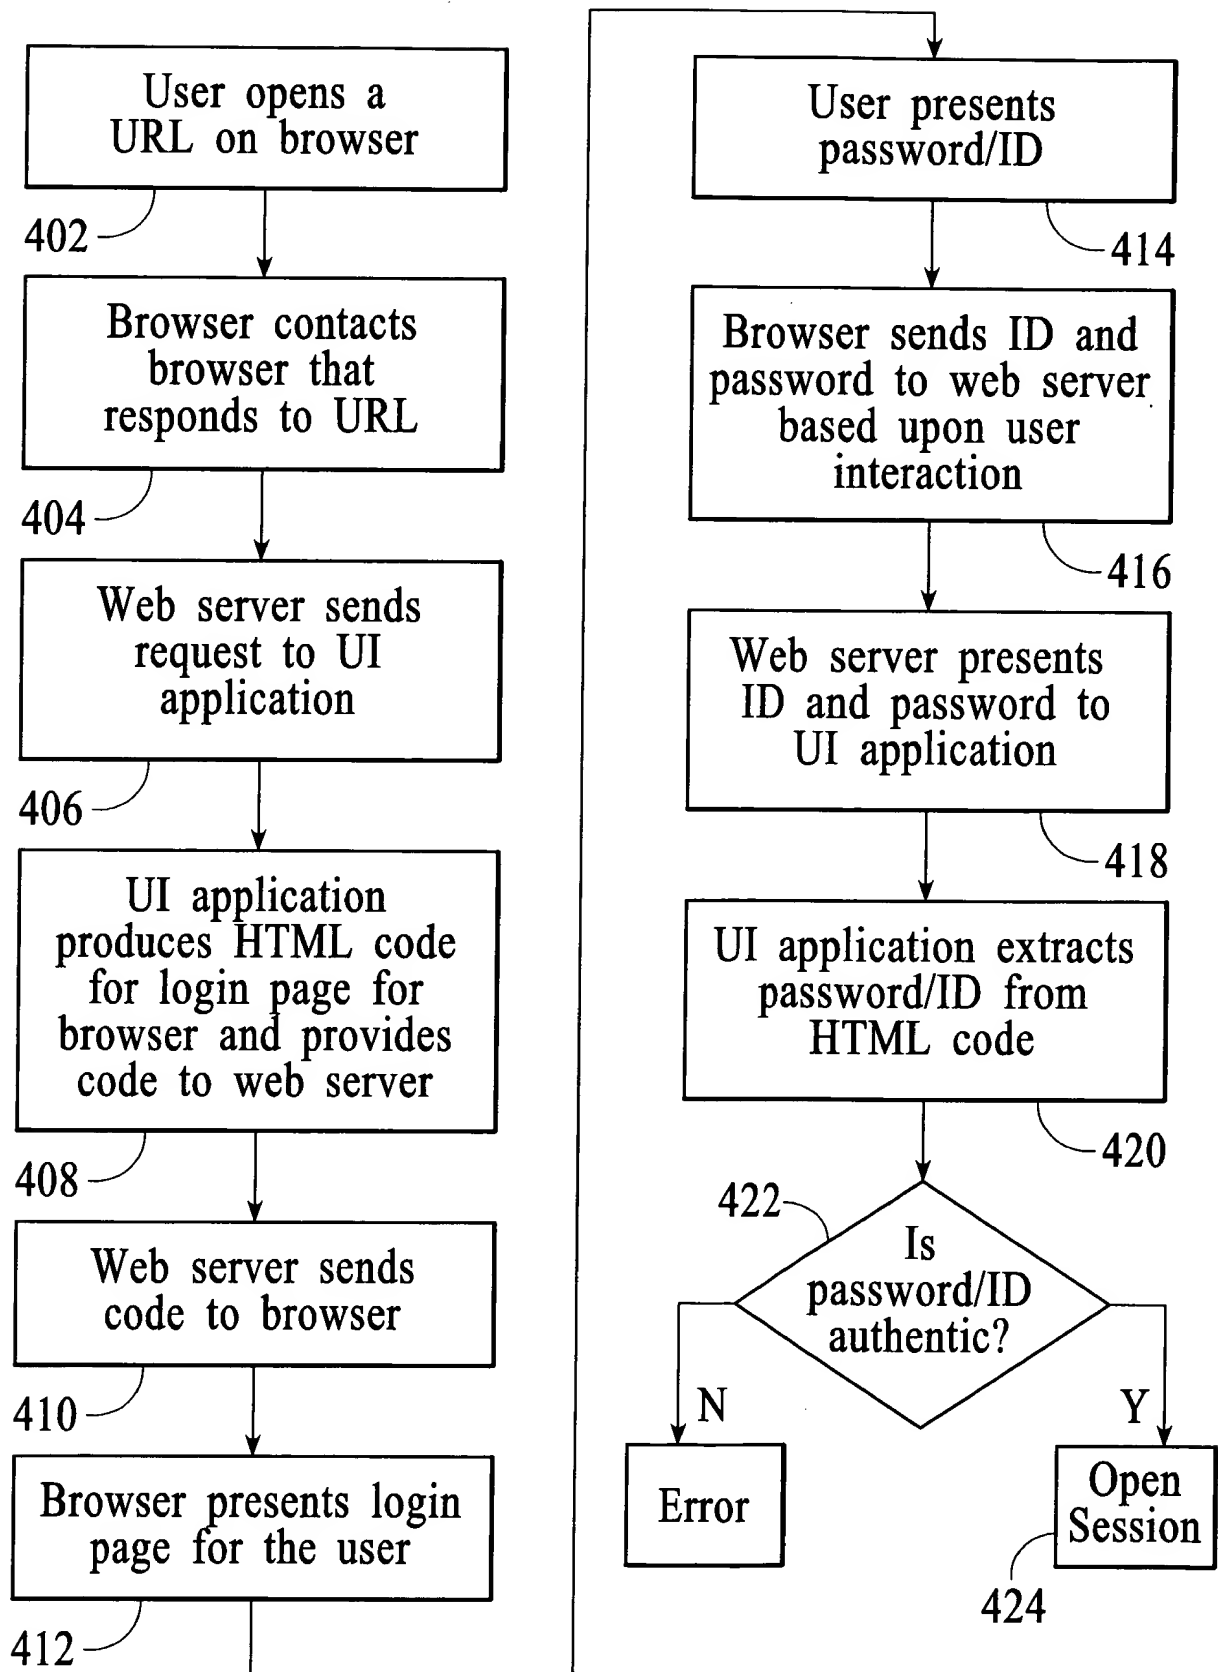 User opens a
URL on browser
402
Browser contacts
browser that
responds to URL
404
Web server sends
request to UI
application
406
UI application
produces HTML code
for login page for
browser and provides
code to web server
408
Web server sends
code to browser
410
Browser presents login
page for the user
412
User presents
password/ID
414
Browser sends ID and
password to web server
based upon user
interaction
416
Web server presents
ID and password to
UI application
418
UI application extracts
password/ID from
HTML code
420
422
Is
password/ID
authentic?
N
Y
Error
Open
Session
424